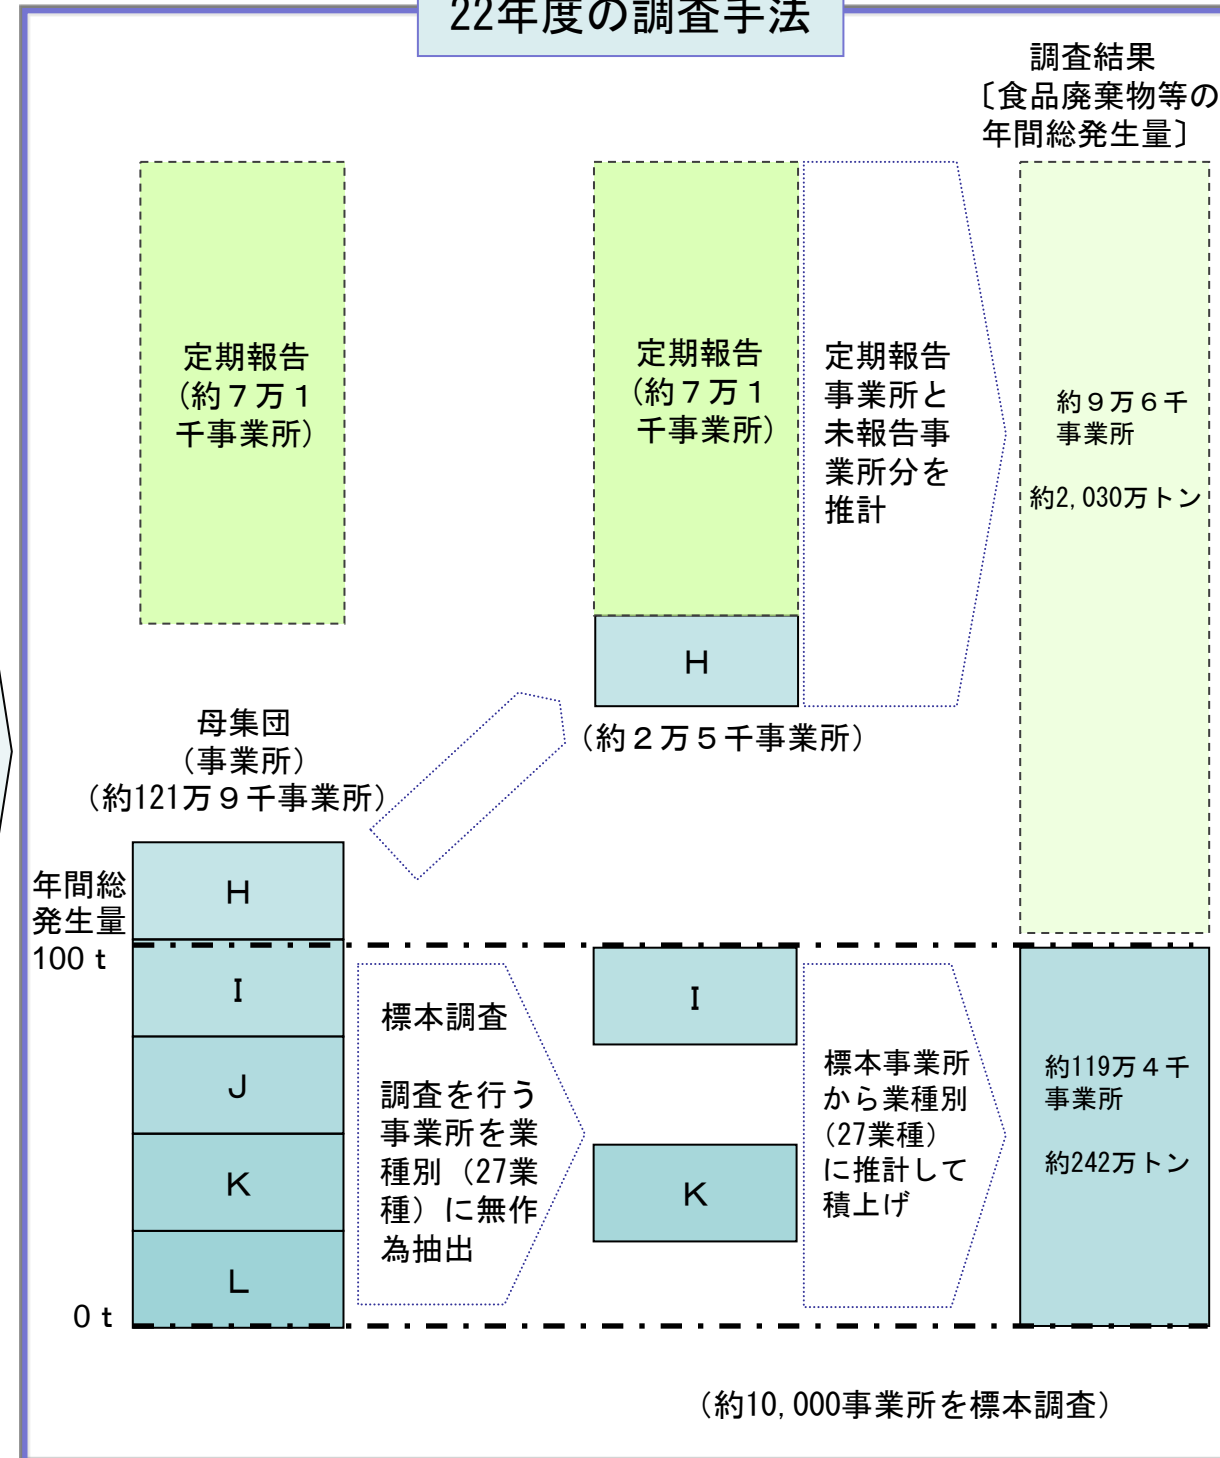 22年度の調査手法
調査結果
〔食品廃棄物等の
年間総発生量〕
定期報告
(約７万１
千事業所)
定期報告
(約７万１
千事業所)
定期報告
事業所と
未報告事
業所分を
推計
約９万６千
事業所
約2,030万トン
H
(約２万５千事業所)
母集団
(事業所)
(約121万９千事業所)
年間総
発生量
100ｔ
H
I
J
K
L
0ｔ
標本調査
調査を行う
事業所を業
種別（27業
種）に無作
為抽出
I
K
標本事業所
から業種別
（27業種）
に推計して
積上げ
約119万４千
事業所
約242万トン
(約10,000事業所を標本調査)